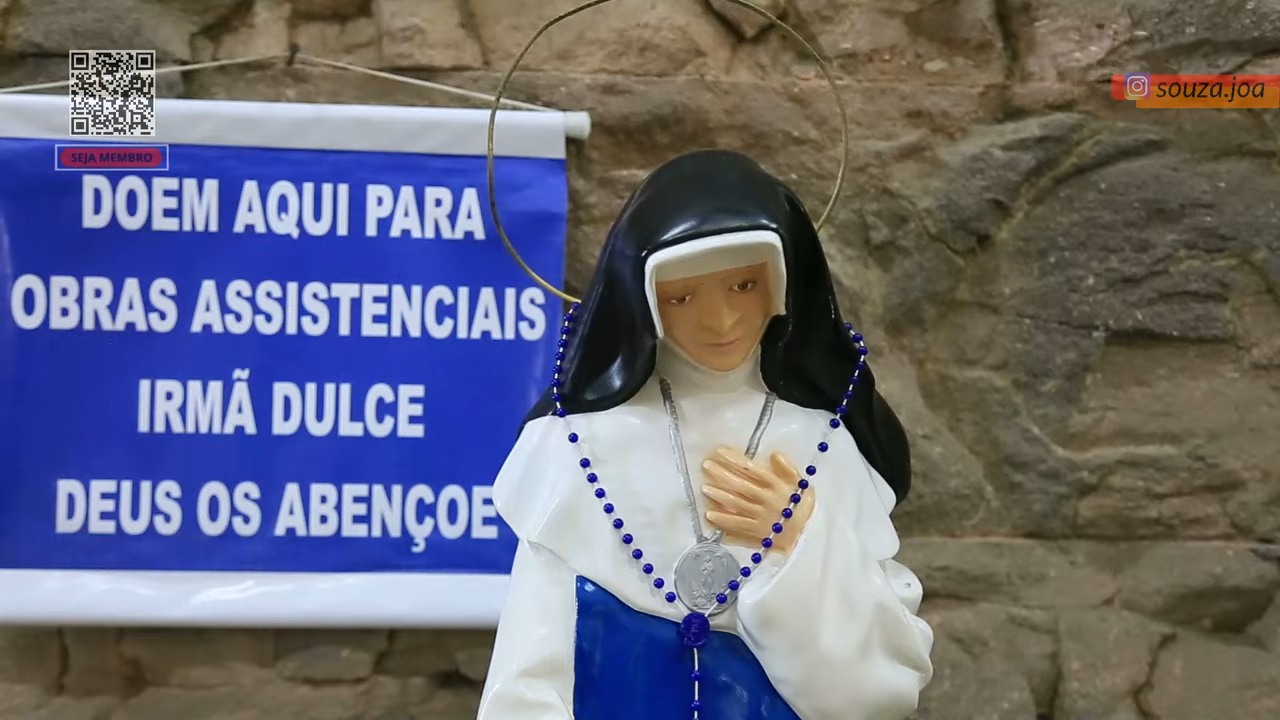 SEJA MEMBRO
souza.joa
DOEM AQUI PARA
OBRAS ASSISTENCIAIS
IRMÃ DULCE
DEUS OS ABENÇOE